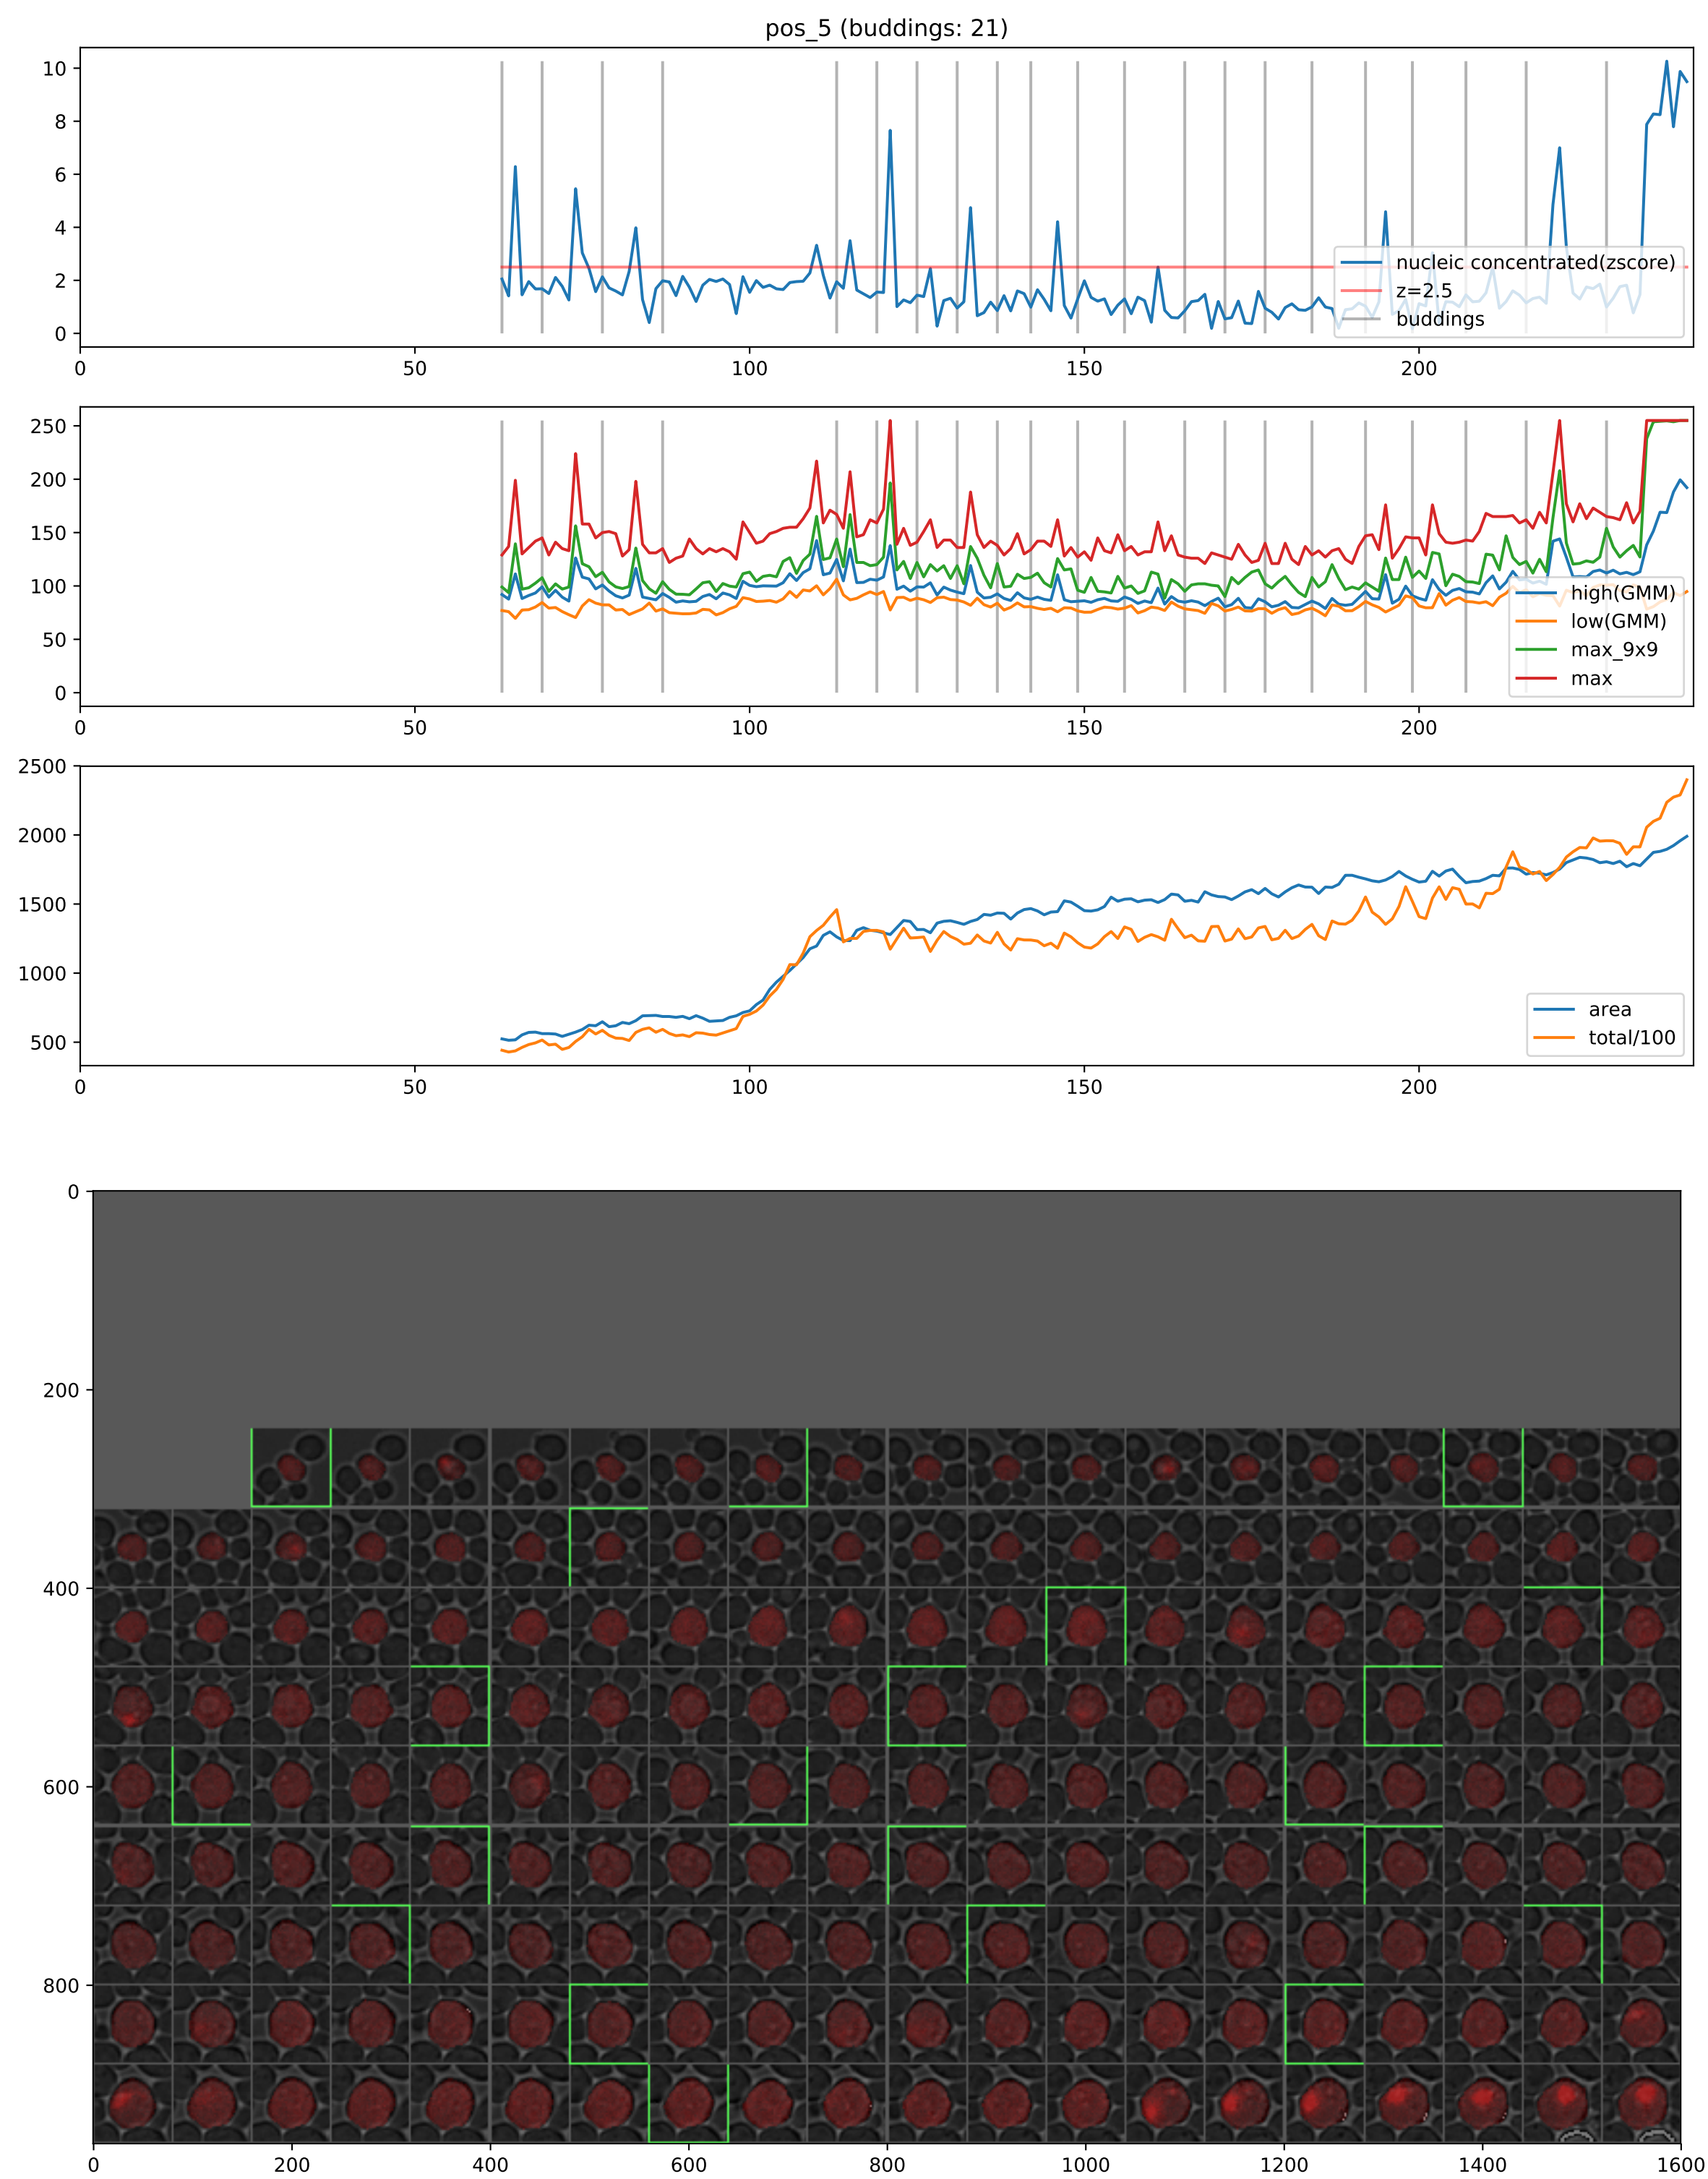 pos_5 (buddings: 21)
10
8
6
4
2
0
nucleic concentrated(zscore)
z=2.5
buddings
0 50 100 150 200
250
200
150
100
50
0
high(GMM)
low(GMM)
max_9x9
max
0 50 100 150 200
2500
2000
1500
1000
500
area
total/100
0 50 100 150 200
0
200
400
600
800
0 200 400 600 800 1000 1200 1400 1600